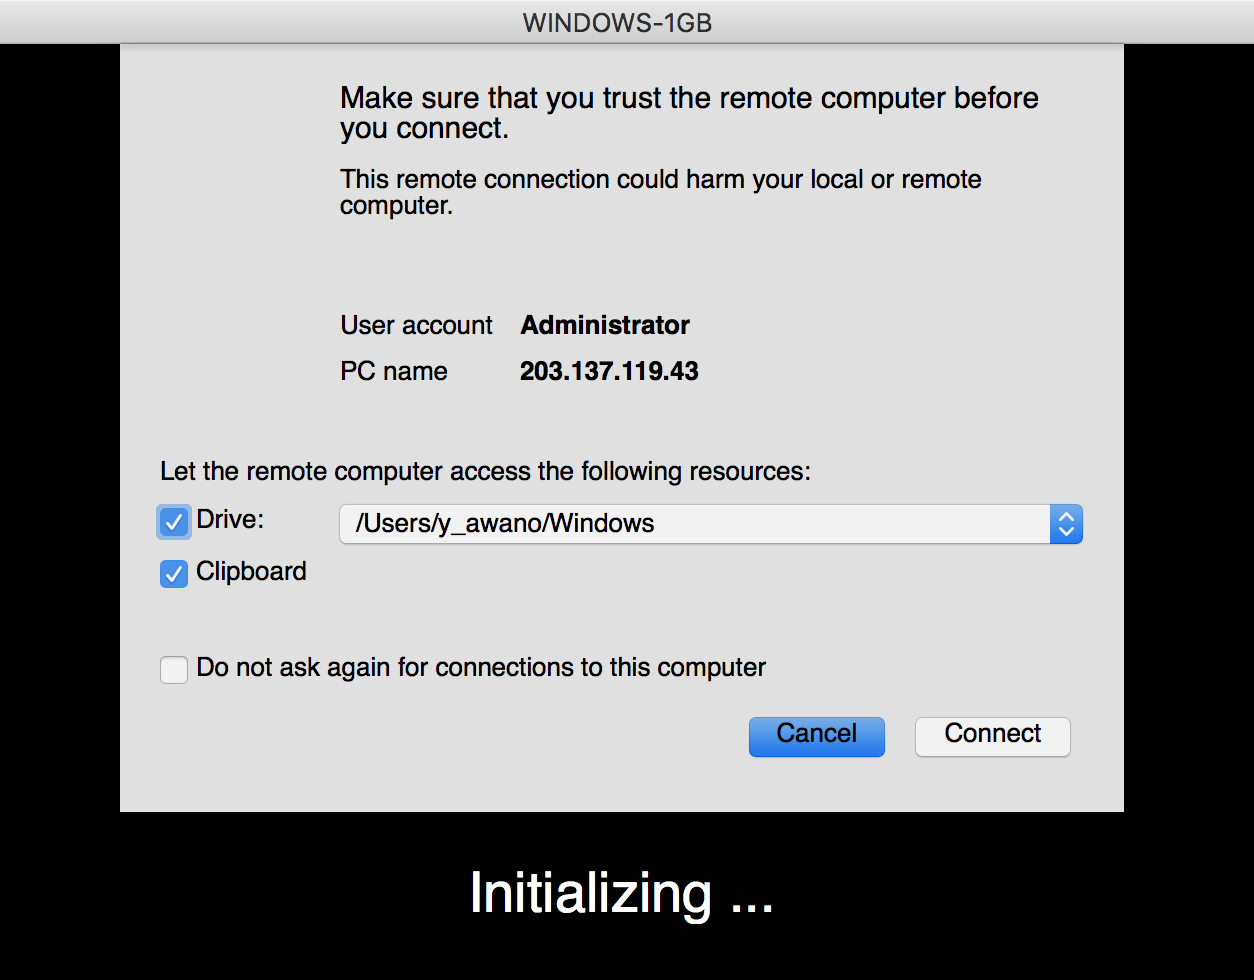 WINDOWS-1GB
Make sure that you trust the remote computer before
you connect.
This remote connection could harm your local or remote
computer.
User account Administrator
PC name 203.137.119.43
Let the remote computer access the following resources:
Drive: /Users/y_awano/Windows
Clipboard
Do not ask again for connections to this computer
Cancel Connect
Initializing ...